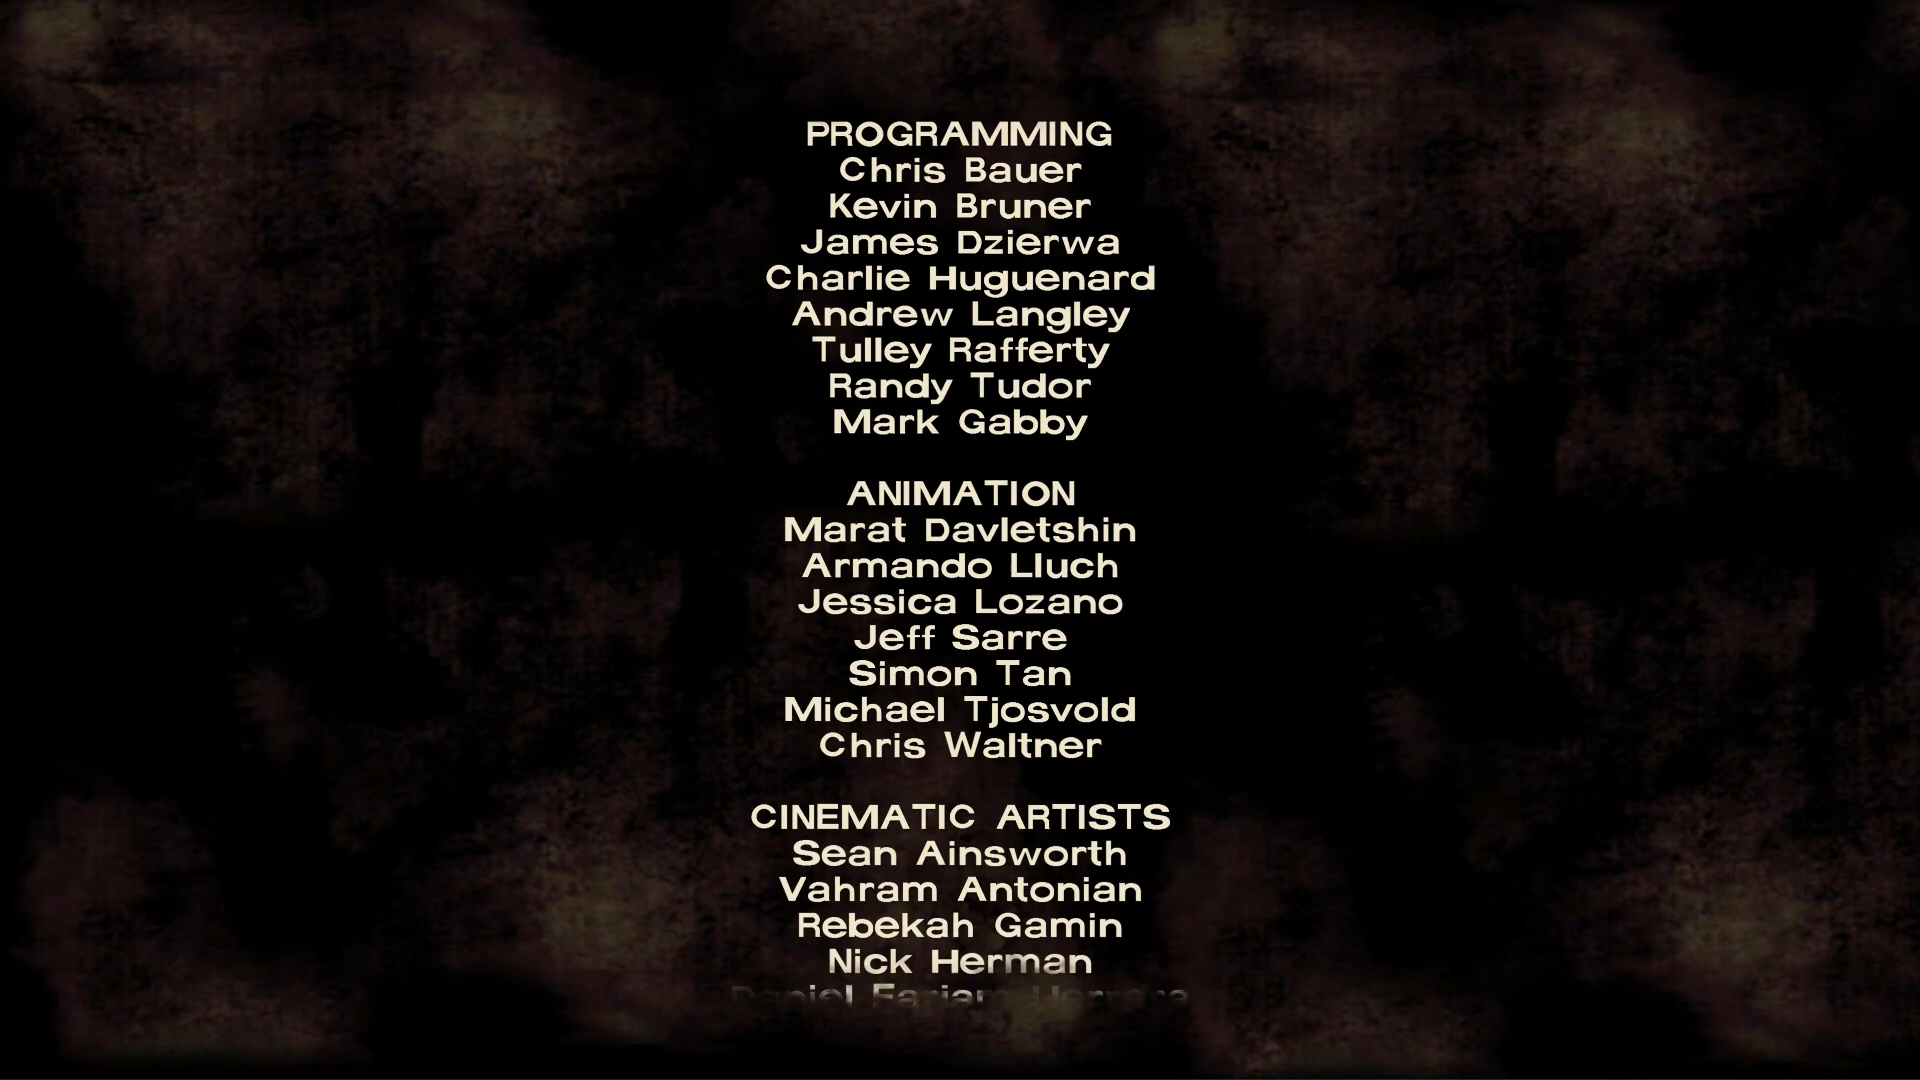 PROGRAMMING
Chris Bauer
Kevin Bruner
James Dzierwa
Charlie Huguenard
Andrew Langley
Tulley Rafferty
Randy Tudor
Mark Gabby
ANIMATION
Marat Davletshin
Armando Lluch
Jessica Lozano
Jeff Sarre
Simon Tan
Michael Tjosvold
Chris Waltner
CINEMATIC ARTISTS
Sean Ainsworth
Vahram Antonian
Rebekah Gamin
Nick Herman
Daniel Herrera